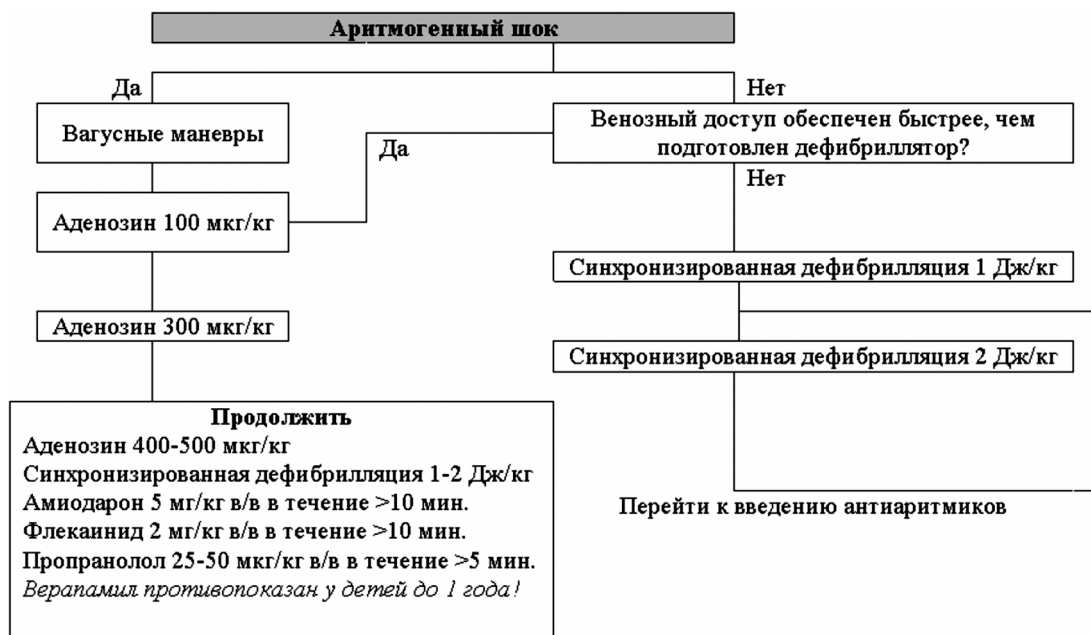 Аритмогенный шок
Да
Нет
Вагусные маневры
Венозный доступ обеспечен быстрее, чем
подготовлен дефибриллятор?
Да
Нет
Аденозин 100 мкг/кг
Синхронизированная дефибрилляция 1 Дж/кг
Аденозин 300 мкг/кг
Синхронизированная дефибрилляция 2 Дж/кг
Продолжить
Аденозин 400-500 мкг/кг
Синхронизированная дефибрилляция 1-2 Дж/кг
Амиодарон 5 мг/кг в/в в течение >10 мин.
Флекаинид 2 мг/кг в/в в течение >10 мин.
Пропранолол 25-50 мкг/кг в/в в течение >5 мин.
Верапамил противопоказан у детей до 1 года!
Перейти к введению антиаритмиков